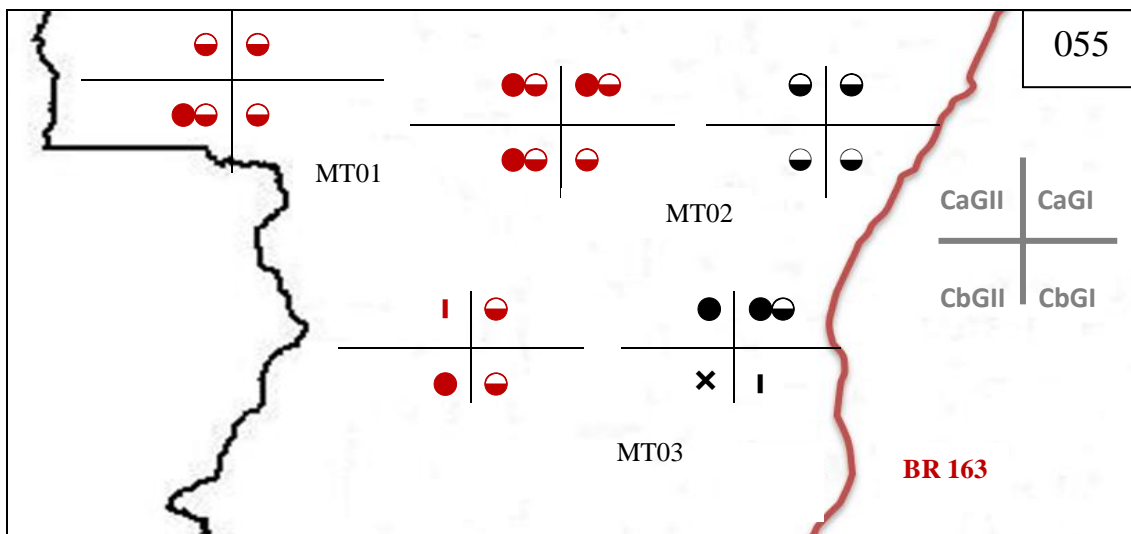 055
MT01
CaGII CaGI
MT02
CbGII CbGI
MT03
BR 163